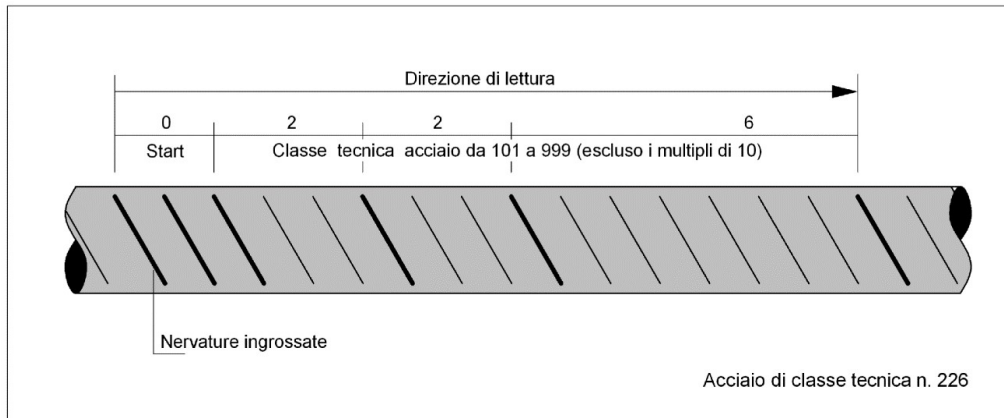 Direzione di lettura
0 2 2 6
Start Classe tecnica acciaio da 101 a 999 (escluso i multipli di 10)
Nervature ingrossate
Acciaio di classe tecnica n. 226